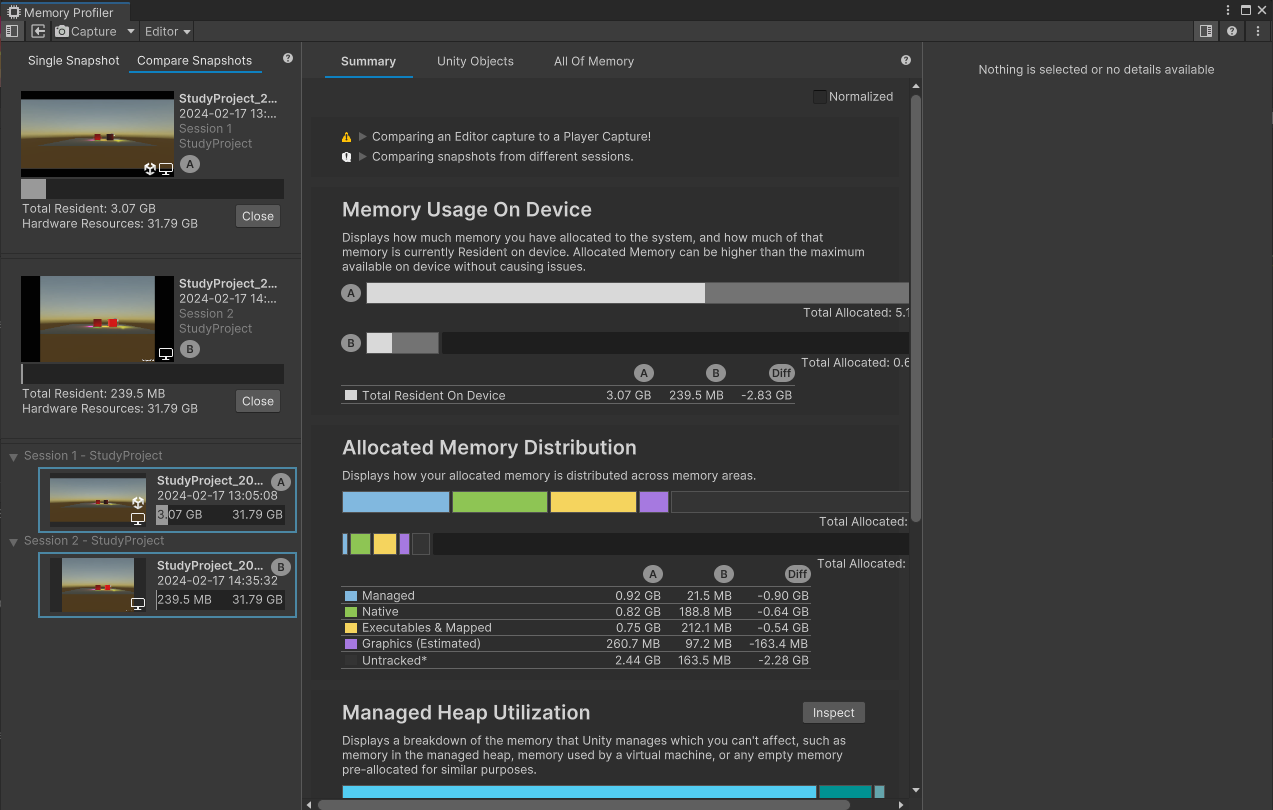 Memory Profiler
Capture
Editor
Single Snapshot
Compare Snapshots
?
StudyProject_2...
2024-02-17 13:...
Session 1
StudyProject
A
Total Resident: 3.07 GB
Hardware Resources: 31.79 GB
Close
StudyProject_2...
2024-02-17 14:...
Session 2
StudyProject
B
Total Resident: 239.5 MB
Hardware Resources: 31.79 GB
Close
Session 1 - StudyProject
StudyProject_20...
A
2024-02-17 13:05:08
3.07 GB 31.79 GB
Session 2 - StudyProject
StudyProject_20...
B
2024-02-17 14:35:32
239.5 MB 31.79 GB
Summary
Unity Objects
All Of Memory
?
Normalized
Comparing an Editor capture to a Player Capture!
Comparing snapshots from different sessions.
Memory Usage On Device
Displays how much memory you have allocated to the system, and how much of that
memory is currently Resident on device. Allocated Memory can be higher than the maximum
available on device without causing issues.
A
Total Allocated: 5.1
B
Total Allocated: 0.6
A B Diff
Total Resident On Device 3.07 GB 239.5 MB -2.83 GB
Allocated Memory Distribution
Displays how your allocated memory is distributed across memory areas.
Total Allocated:
Total Allocated:
A B Diff
Managed 0.92 GB 21.5 MB -0.90 GB
Native 0.82 GB 188.8 MB -0.64 GB
Executables & Mapped 0.75 GB 212.1 MB -0.54 GB
Graphics (Estimated) 260.7 MB 97.2 MB -163.4 MB
Untracked* 2.44 GB 163.5 MB -2.28 GB
Managed Heap Utilization
Inspect
Displays a breakdown of the memory that Unity manages which you can't affect, such as
memory in the managed heap, memory used by a virtual machine, or any empty memory
pre-allocated for similar purposes.
?
Nothing is selected or no details available